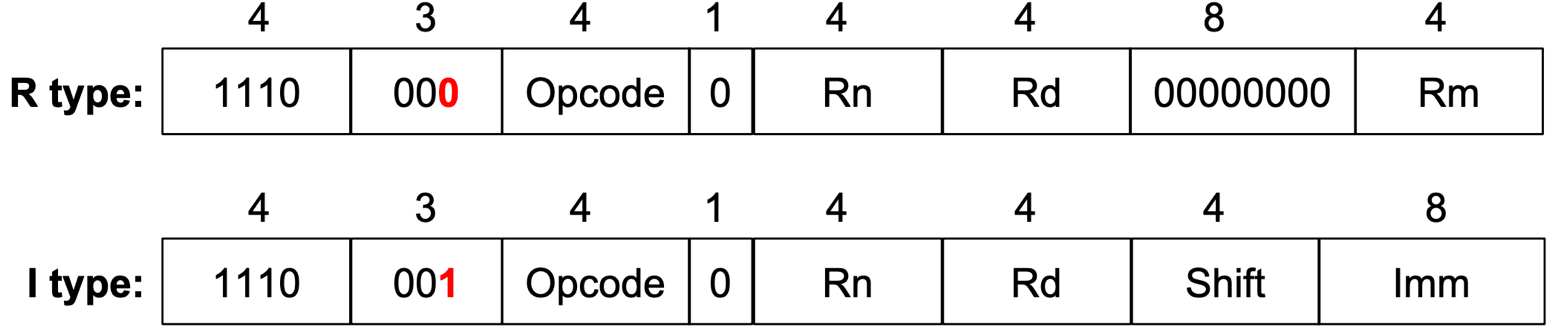 4 3 4 1 4 4 8 4
R type: 1110 000 Opcode 0 Rn Rd 00000000 Rm
4 3 4 1 4 4 4 8
I type: 1110 001 Opcode 0 Rn Rd Shift Imm